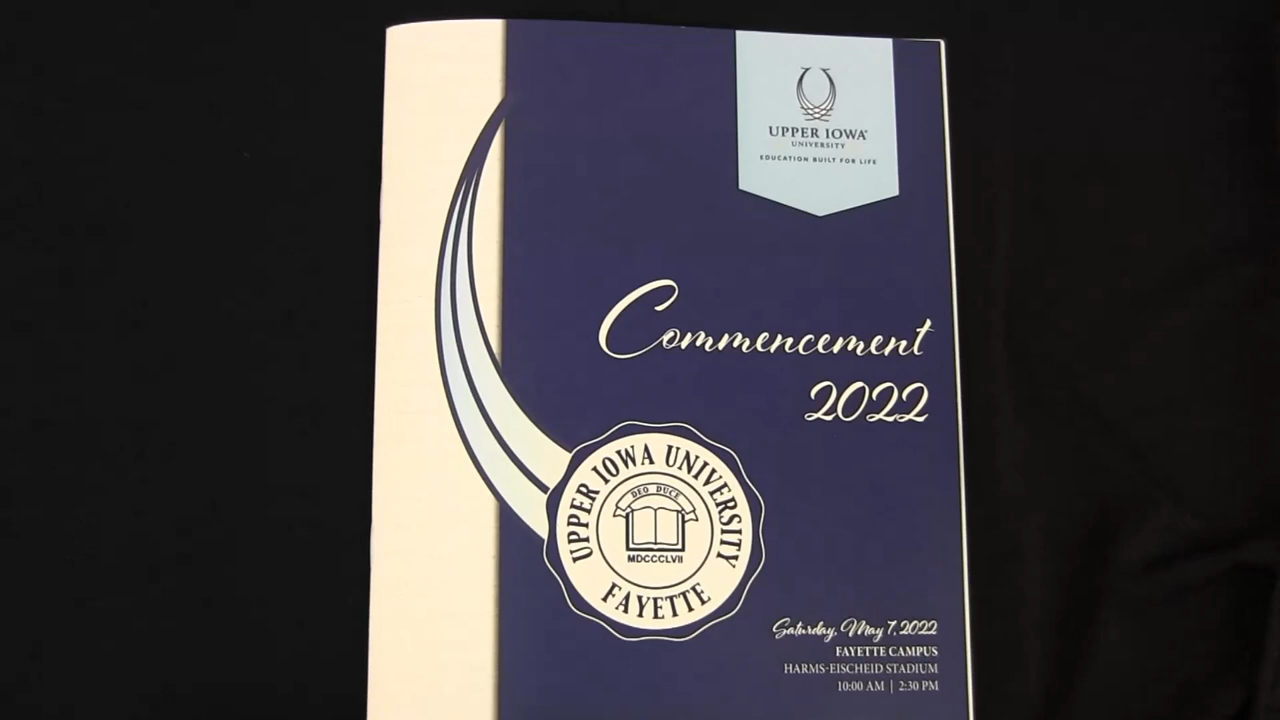 UPPER IOWA®
UNIVERSITY
EDUCATION BUILT FOR LIFE
Commencement
2022
UPPER IOWA UNIVERSITY
DEO DUCE
MDCCCLVII
FAYETTE
Saturday, May 7, 2022
FAYETTE CAMPUS
HARMS-EISCHEID STADIUM
10:00 AM | 2:30 PM